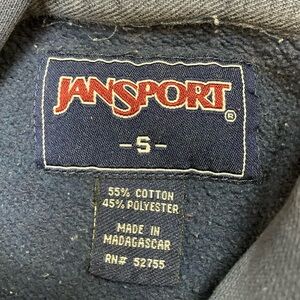 JANSPORT
®
-S-
55% COTTON
45% POLYESTER
MADE IN
MADAGASCAR
RN# 52755